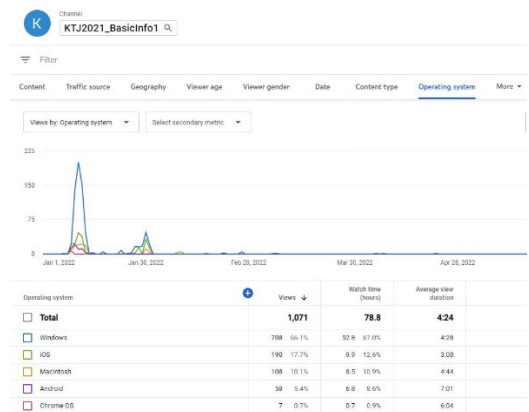 K
Channel
KTJ2021_BasicInfo1
Filter
Content Traffic source Geography Viewer age Viewer gender Date Content type Operating system More
Views by: Operating system Select secondary metric
225
150
75
0
Jan 1, 2022 Jan 30, 2022 Feb 28, 2022 Mar 30, 2022 Apr 28, 2022
Operating system Views Watch time (hours) Average view duration
Total 1,071 78.8 4:24
Windows 708 66.1% 52.8 67.0% 4:28
iOS 190 17.7% 9.9 12.6% 3:08
Macintosh 108 10.1% 8.5 10.9% 4:44
Android 58 5.4% 6.8 8.6% 7:01
Chrome OS 7 0.7% 0.7 0.9% 6:04